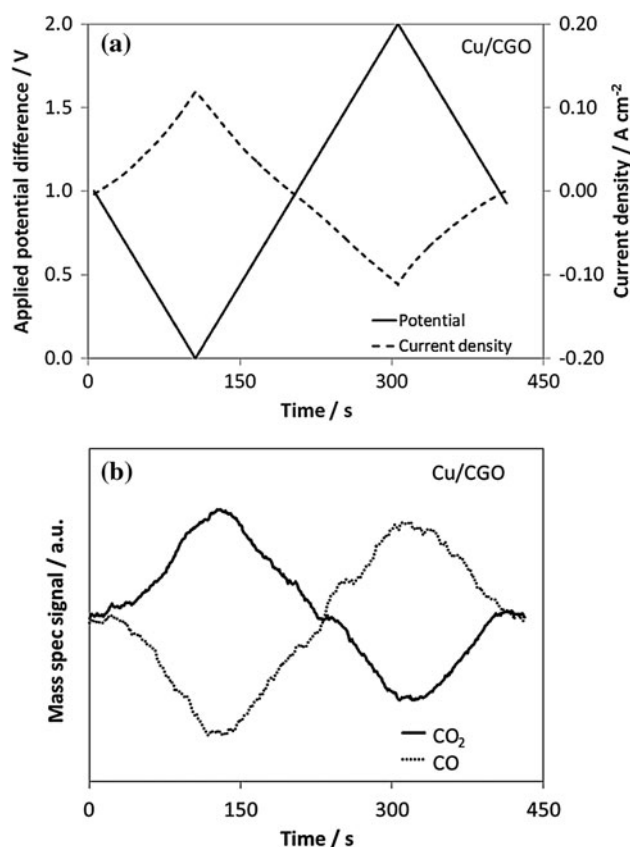 (a)
Cu/CGO
Applied potential difference / V
2.0
1.5
1.0
0.5
0.0
Current density / A cm⁻²
0.20
0.10
0.00
-0.10
-0.20
Potential
Current density
0 150 300 450
Time / s
(b)
Cu/CGO
Mass spec signal / a.u.
CO₂
CO
0 150 300 450
Time / s